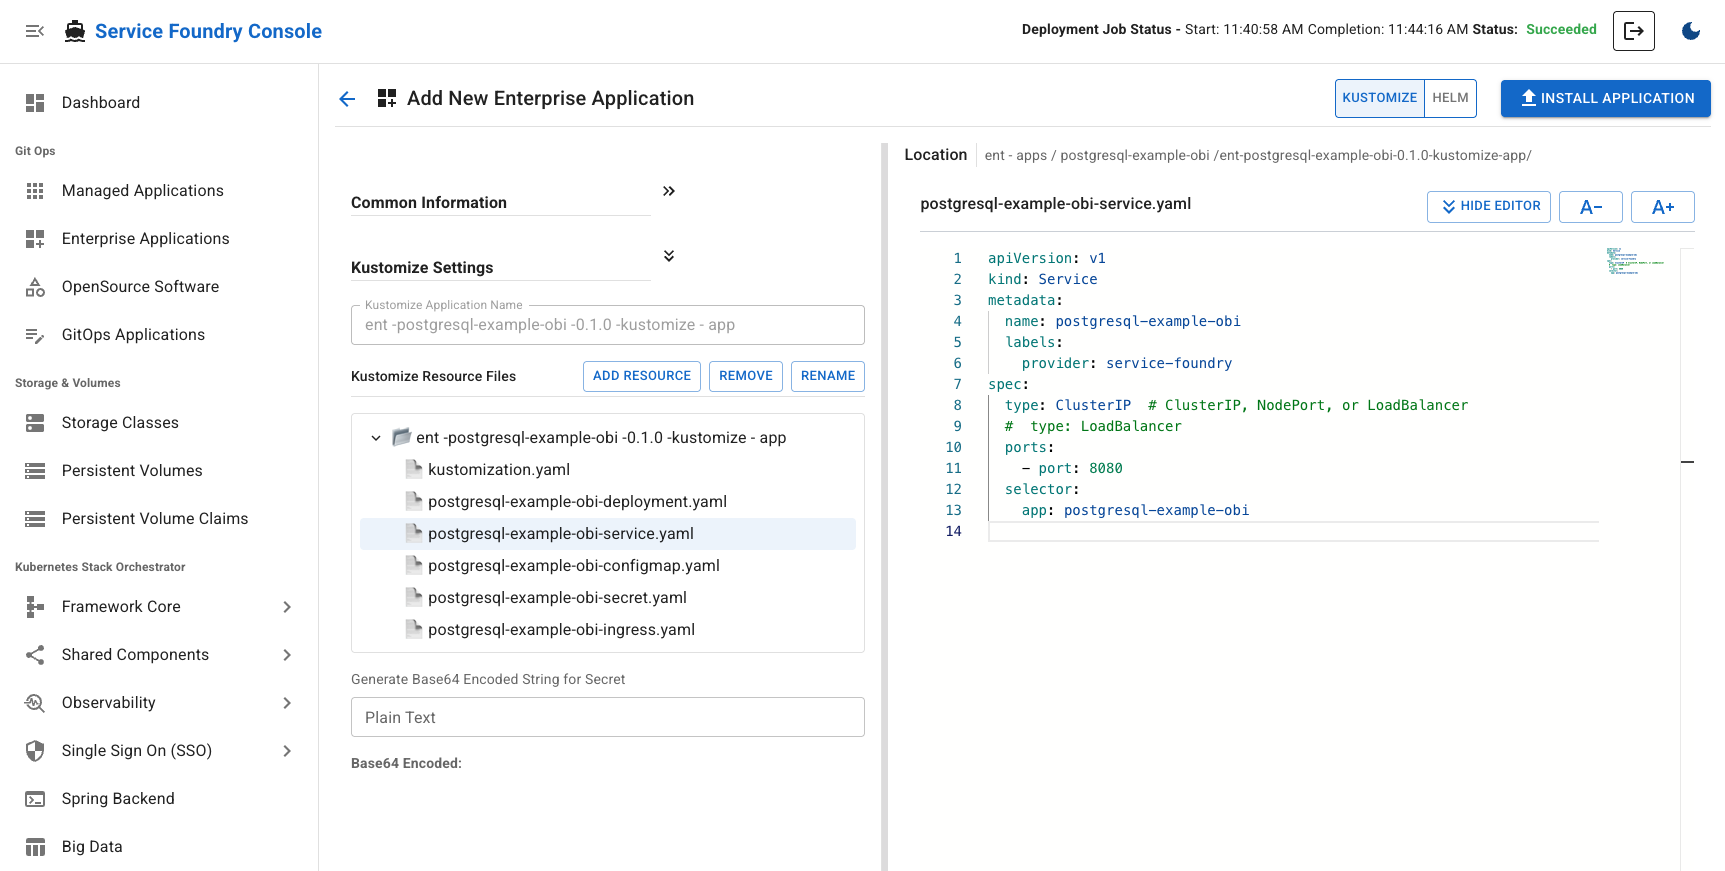 Service Foundry Console
Deployment Job Status - Start: 11:40:58 AM Completion: 11:44:16 AM Status: Succeeded
Dashboard
Git Ops
Managed Applications
Enterprise Applications
OpenSource Software
GitOps Applications
Storage & Volumes
Storage Classes
Persistent Volumes
Persistent Volume Claims
Kubernetes Stack Orchestrator
Framework Core
Shared Components
Observability
Single Sign On (SSO)
Spring Backend
Big Data
Add New Enterprise Application
KUSTOMIZE HELM
INSTALL APPLICATION
Common Information
Kustomize Settings
Kustomize Application Name
ent -postgresql-example-obi -0.1.0 -kustomize - app
Kustomize Resource Files
ADD RESOURCE REMOVE RENAME
ent -postgresql-example-obi -0.1.0 -kustomize - app
kustomization.yaml
postgresql-example-obi-deployment.yaml
postgresql-example-obi-service.yaml
postgresql-example-obi-configmap.yaml
postgresql-example-obi-secret.yaml
postgresql-example-obi-ingress.yaml
Generate Base64 Encoded String for Secret
Plain Text
Base64 Encoded:
Location ent - apps / postgresql-example-obi /ent-postgresql-example-obi-0.1.0-kustomize-app/
postgresql-example-obi-service.yaml
HIDE EDITOR A- A+
1 apiVersion: v1
2 kind: Service
3 metadata:
4 name: postgresql-example-obi
5 labels:
6 provider: service-foundry
7 spec:
8 type: ClusterIP # ClusterIP, NodePort, or LoadBalancer
9 # type: LoadBalancer
10 ports:
11 - port: 8080
12 selector:
13 app: postgresql-example-obi
14